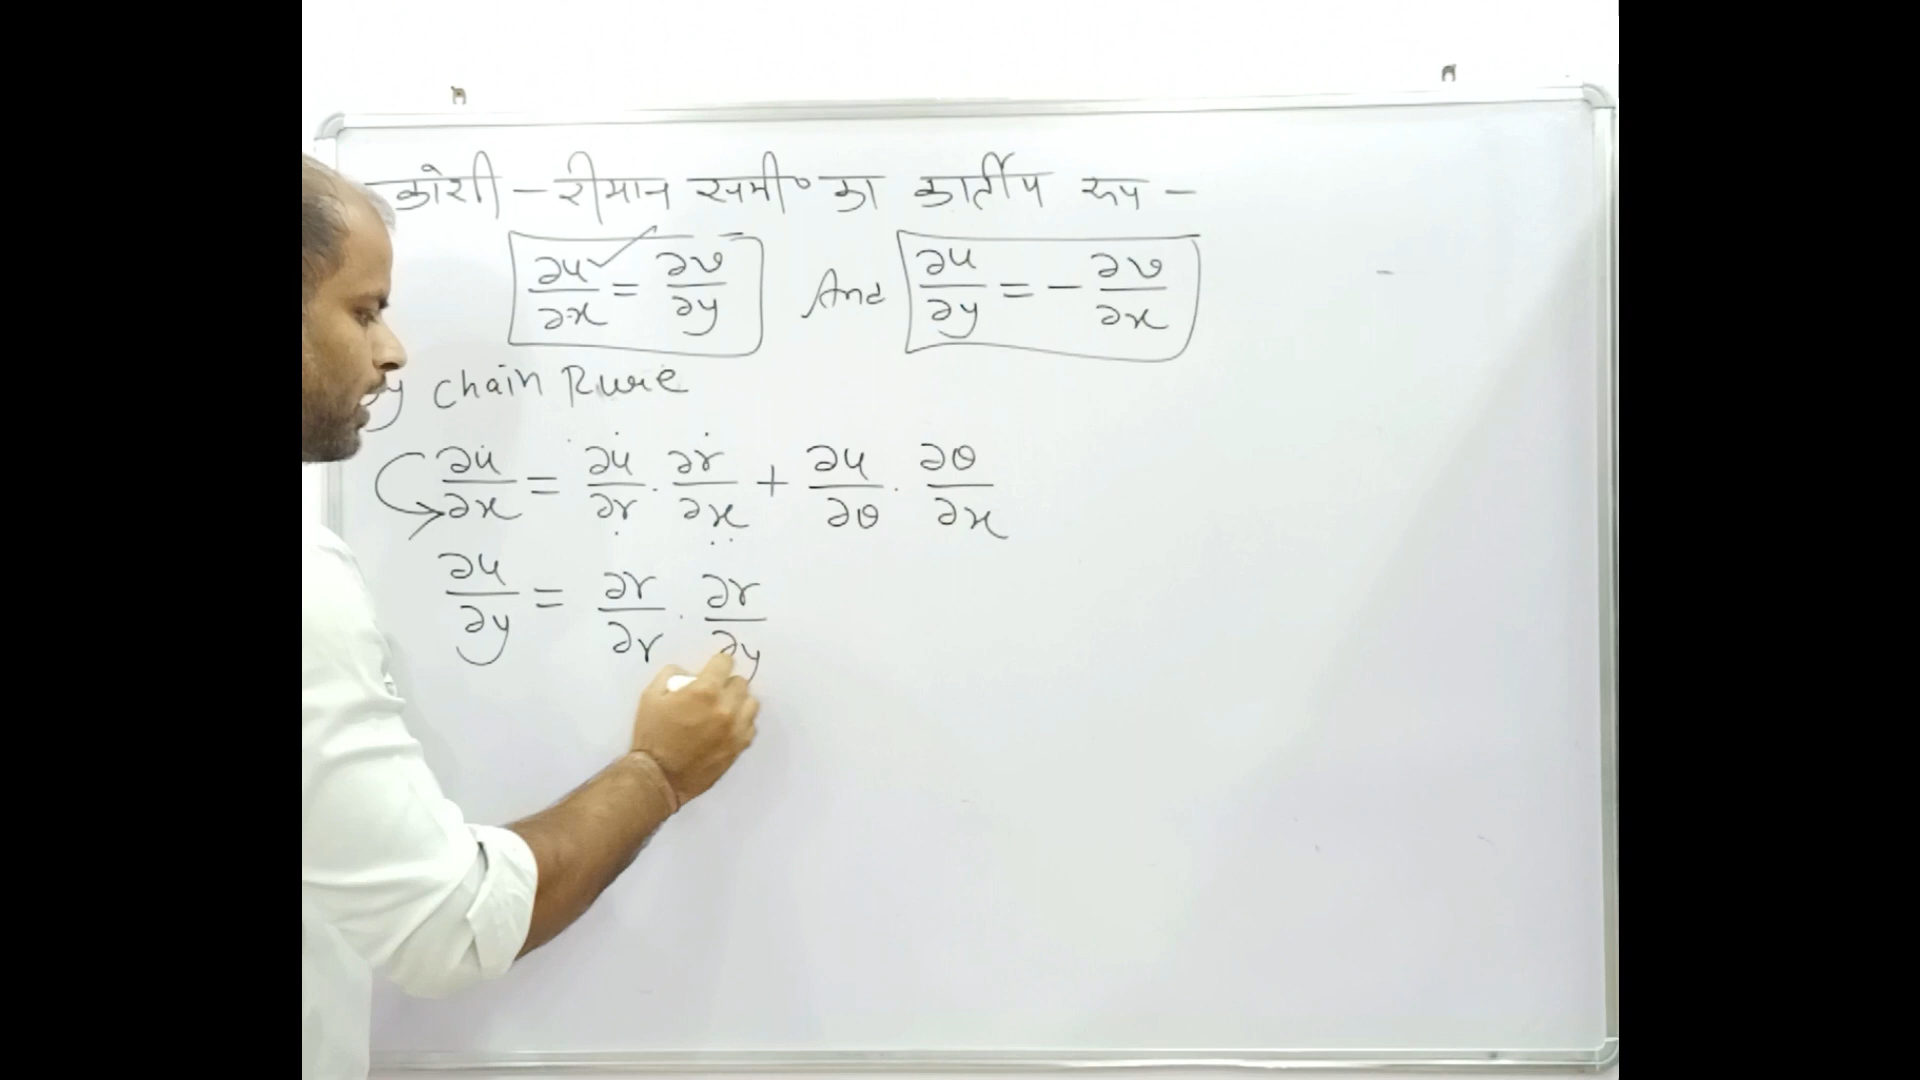 कोशी - रीमान समी० का कार्तीय रूप -
∂u/∂x = ∂v/∂y And ∂u/∂y = - ∂v/∂x
y chain Rule
∂u/∂x = ∂u/∂r · ∂r/∂x + ∂u/∂θ · ∂θ/∂x
∂u/∂y = ∂r/∂r · ∂r/∂y